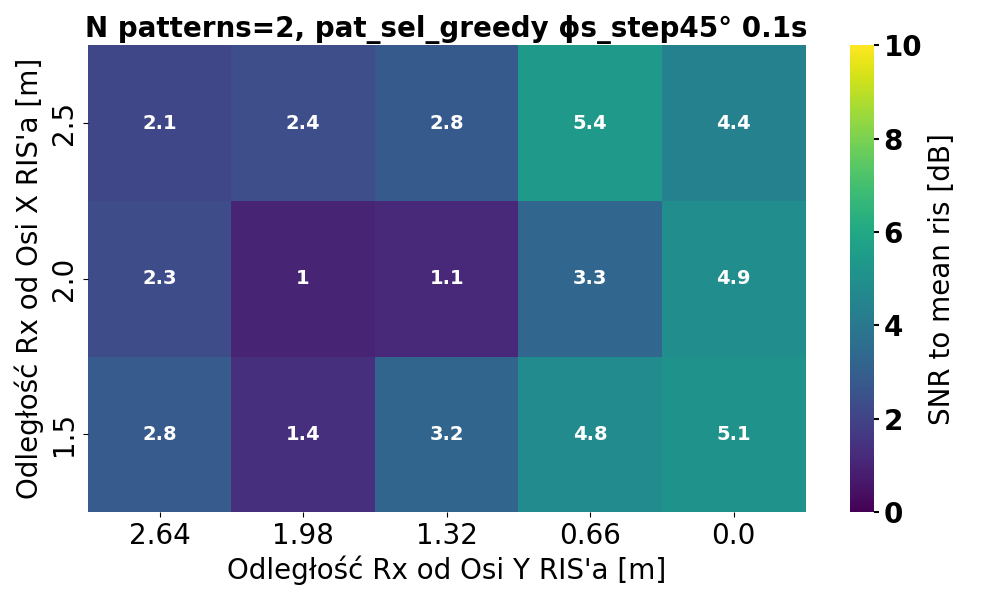 N patterns=2, pat_sel_greedy ϕs_step45° 0.1s
Odległość Rx od Osi X RIS'a [m]
2.5
2.1 2.4 2.8 5.4 4.4
2.0
2.3 1 1.1 3.3 4.9
1.5
2.8 1.4 3.2 4.8 5.1
2.64 1.98 1.32 0.66 0.0
Odległość Rx od Osi Y RIS'a [m]
10
8
6
4
2
0
SNR to mean ris [dB]